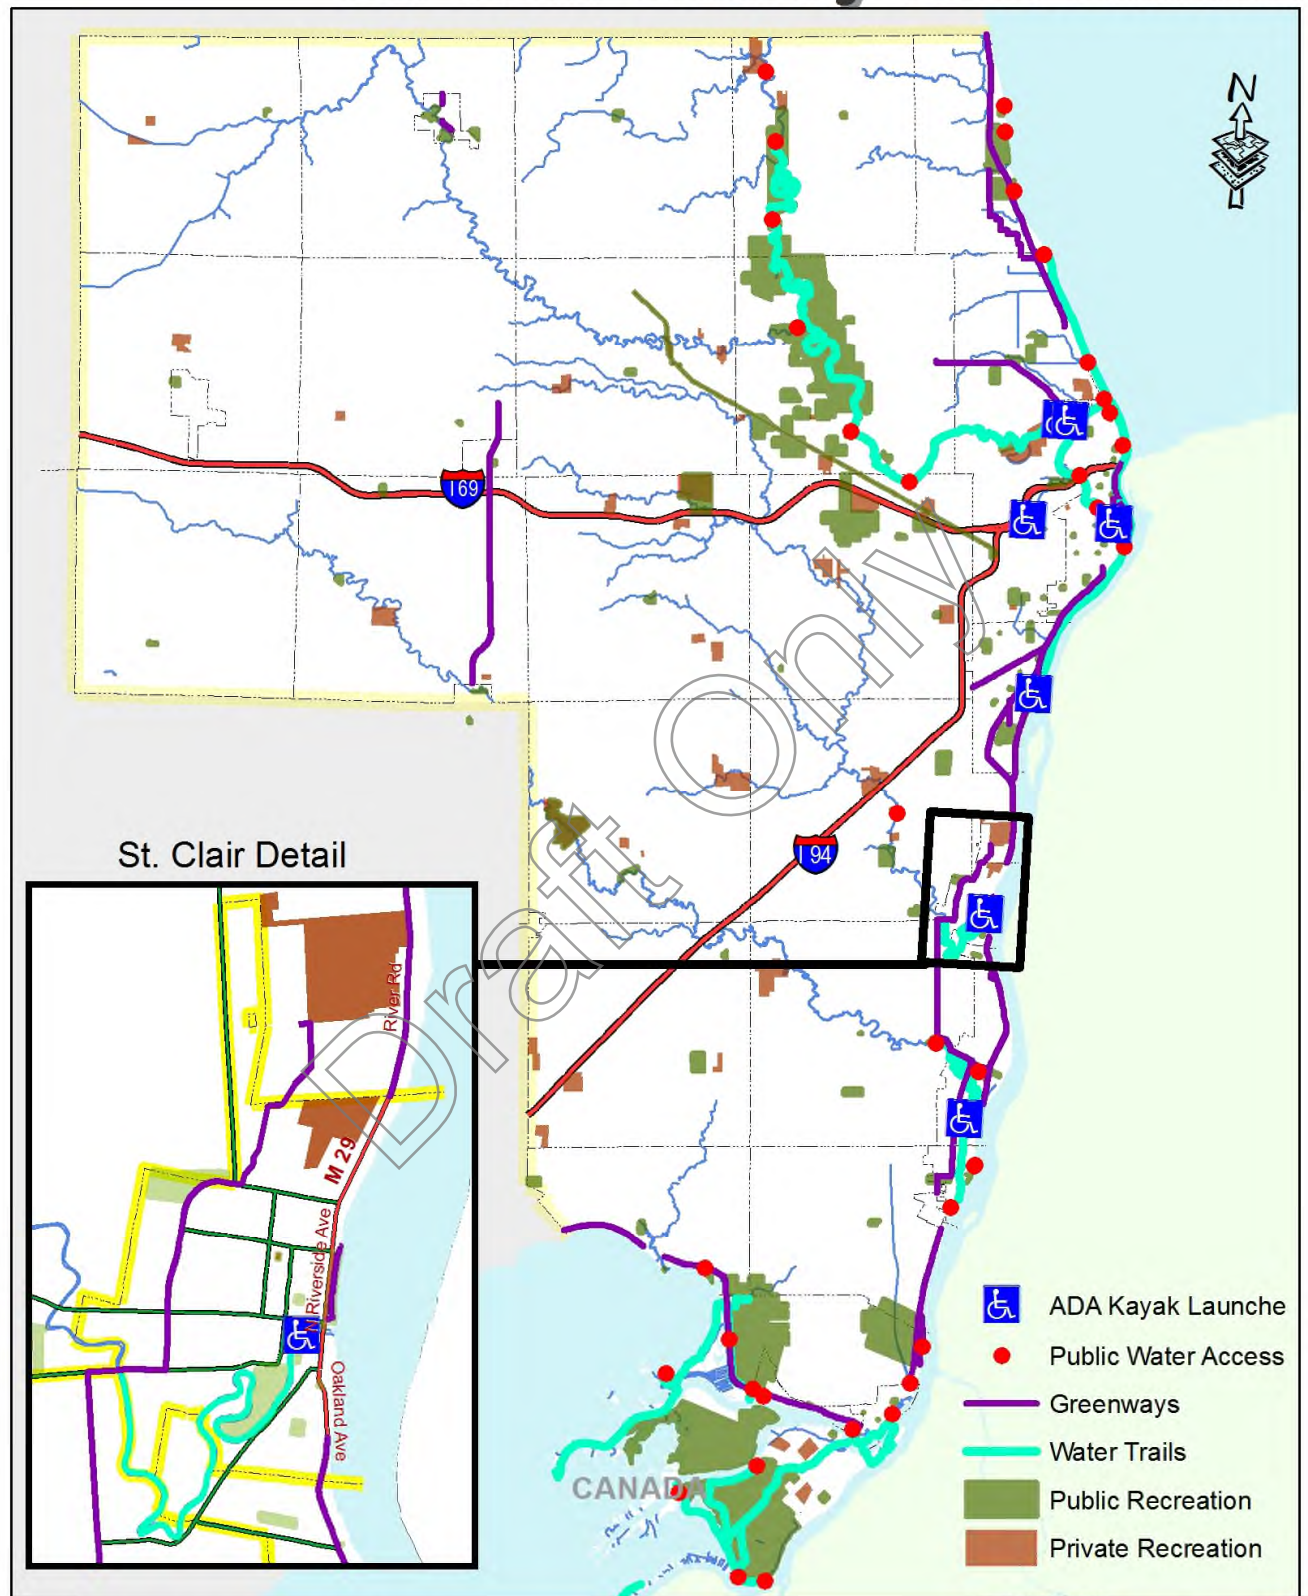 N
I 69
I 94
Draft Only
St. Clair Detail
River Rd
M 29
N Riverside Ave
Oakland Ave
CANADA
ADA Kayak Launche
Public Water Access
Greenways
Water Trails
Public Recreation
Private Recreation